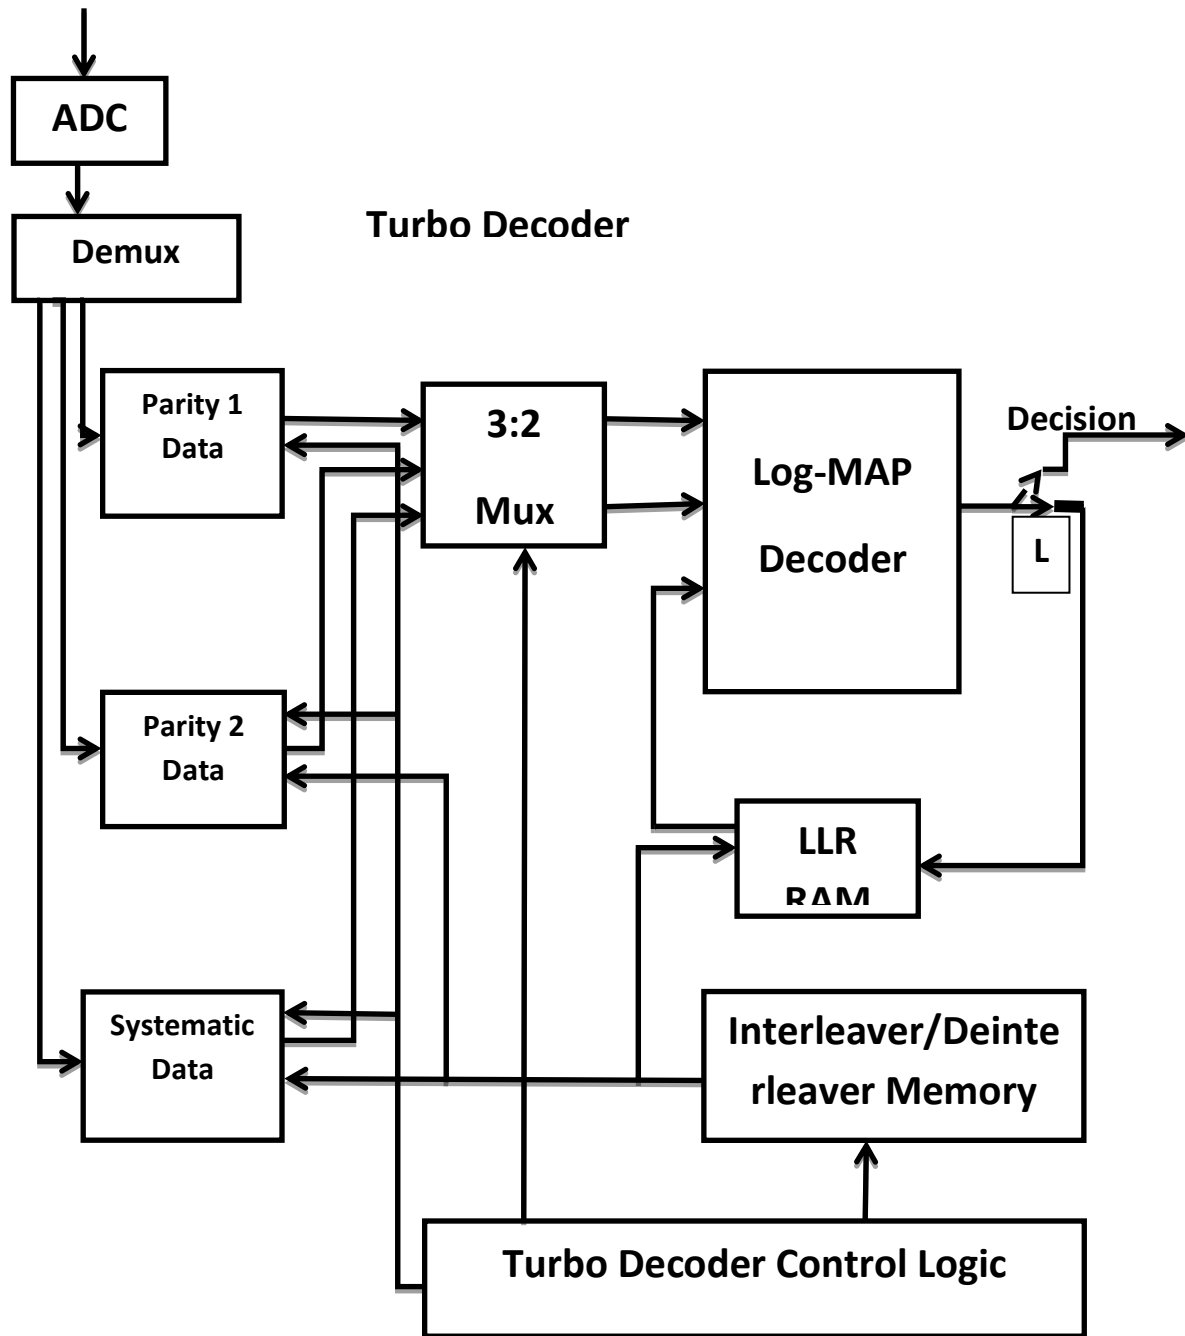 ADC
Demux
Turbo Decoder
Parity 1
Data
3:2
Mux
Log-MAP
Decoder
Decision
L
Parity 2
Data
LLR
RAM
Systematic
Data
Interleaver/Deinte
rleaver Memory
Turbo Decoder Control Logic